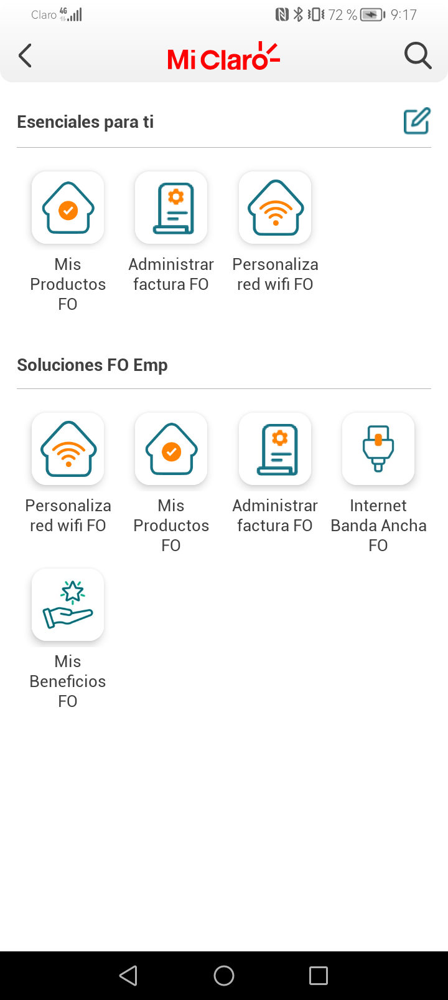 Claro 4G 72 % 9:17
Mi Claro
Esenciales para ti
Mis Productos FO
Administrar factura FO
Personaliza red wifi FO
Soluciones FO Emp
Personaliza red wifi FO
Mis Productos FO
Administrar factura FO
Internet Banda Ancha FO
Mis Beneficios FO